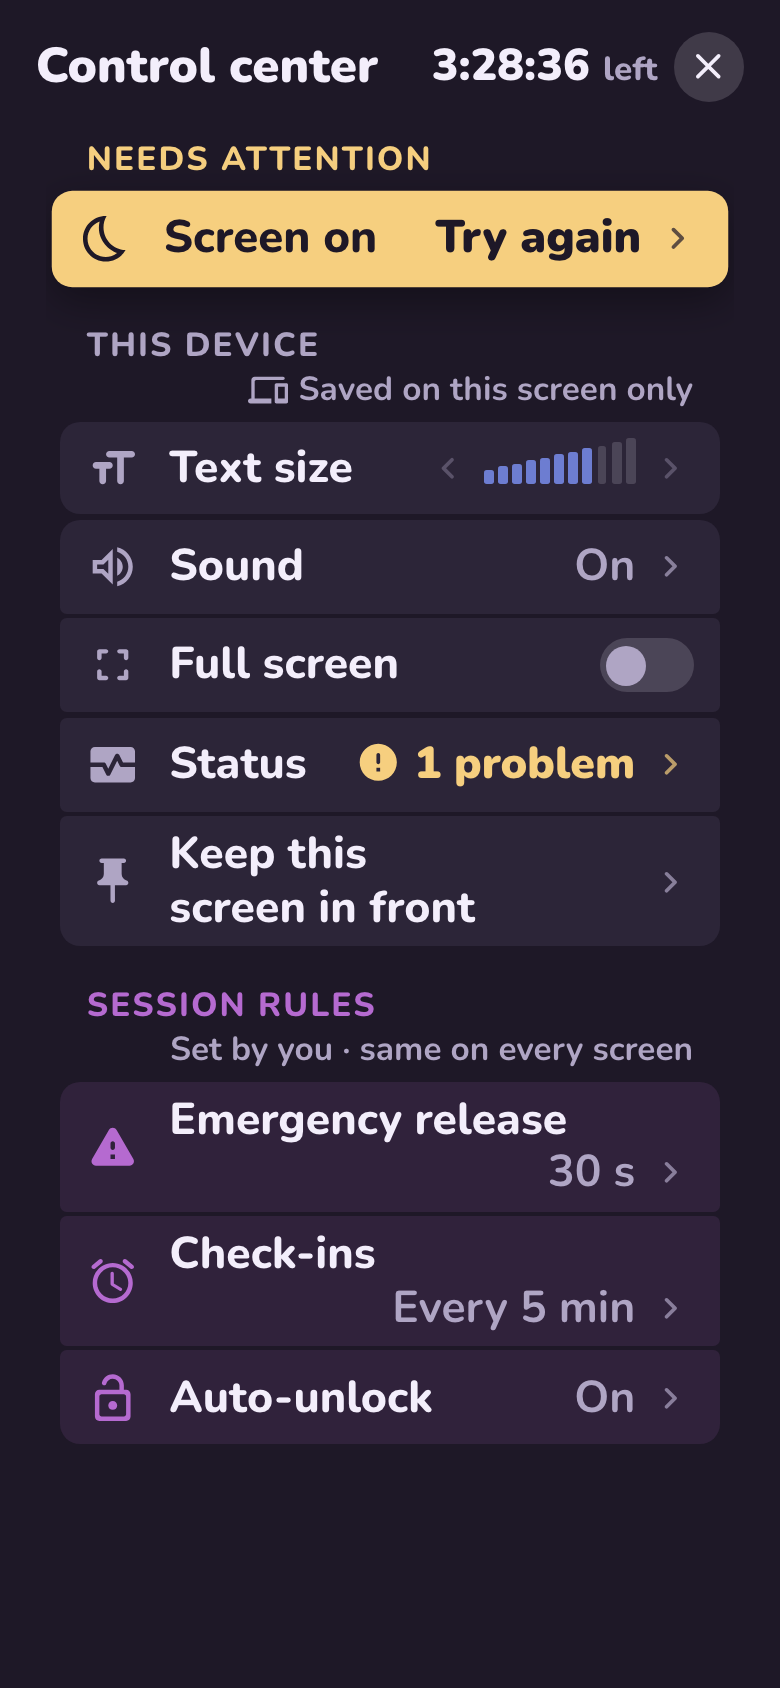 Control center 3:28:36 left
NEEDS ATTENTION
Screen on Try again
THIS DEVICE
Saved on this screen only
Text size
Sound On
Full screen
Status 1 problem
Keep this
screen in front
SESSION RULES
Set by you · same on every screen
Emergency release
30 s
Check-ins
Every 5 min
Auto-unlock On